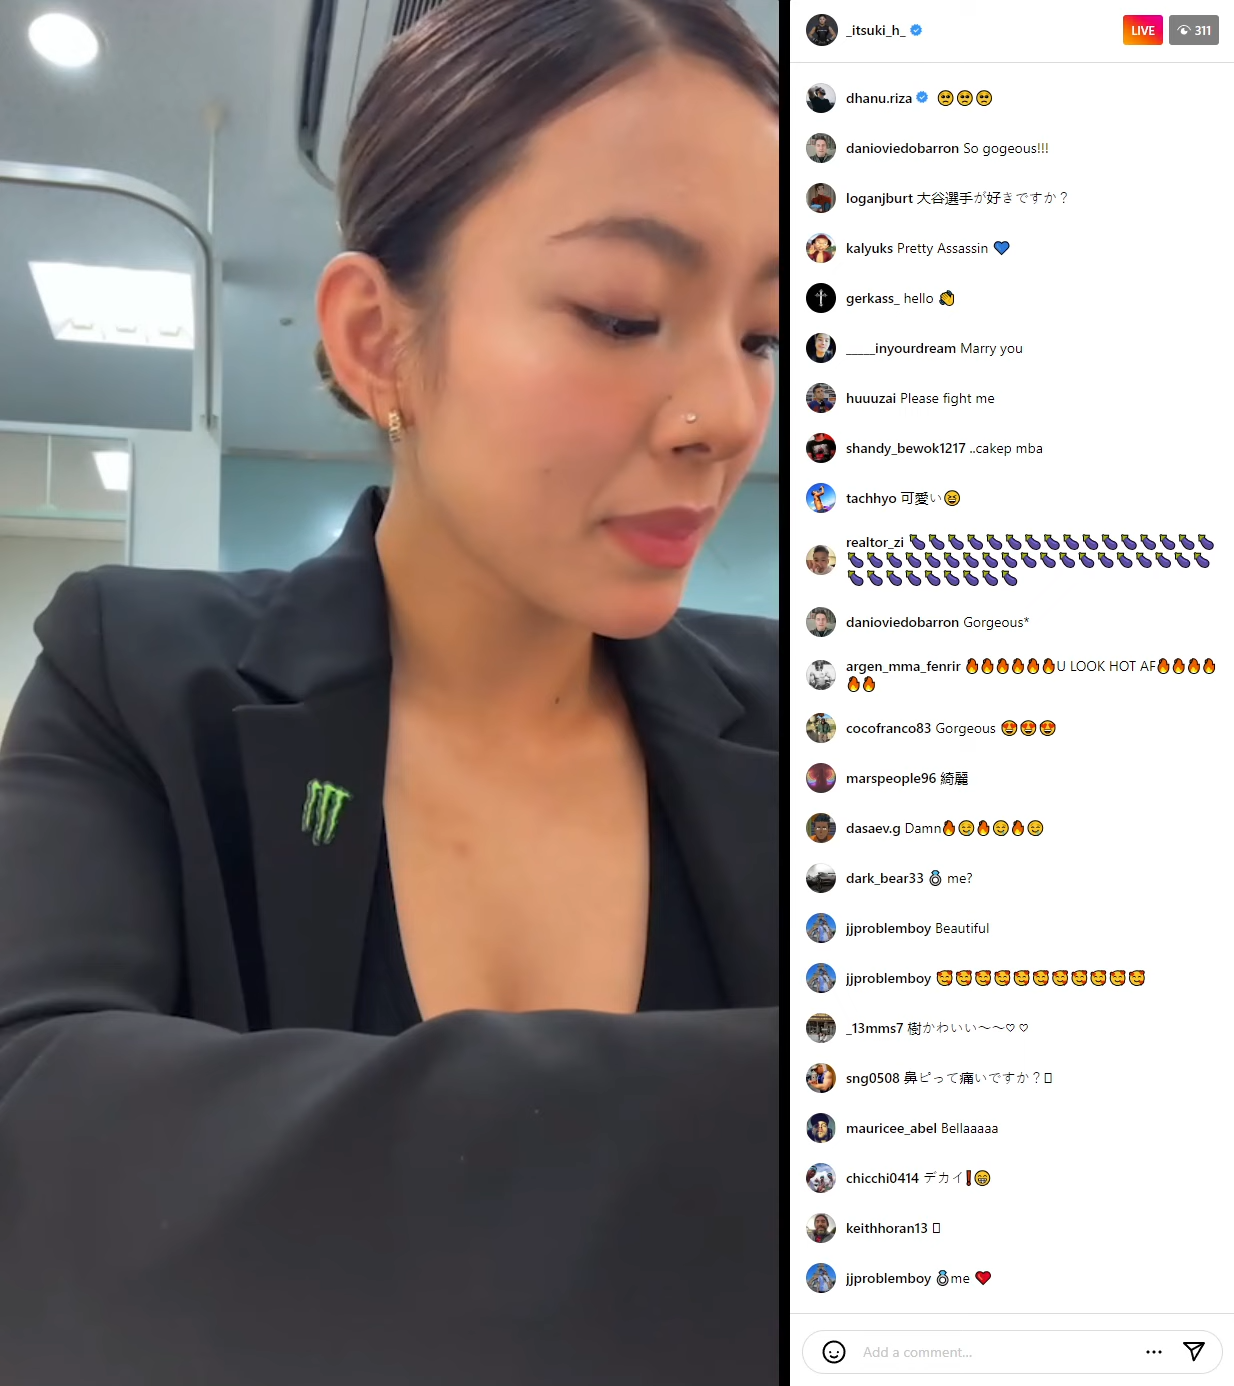 _itsuki_h_
LIVE
311
dhanu.riza 🥺🥺🥺
danioviedobarron So gogeous!!!
loganjburt 大谷選手が好きですか？
kalyuks Pretty Assassin 💙
gerkass_ hello 👏
_____inyourdream Marry you
huuuzai Please fight me
shandy_bewok1217 ..cakep mba
tachhyo 可愛い😆
realtor_zi 🍆🍆🍆🍆🍆🍆🍆🍆🍆🍆🍆🍆🍆🍆🍆🍆
🍆🍆🍆🍆🍆🍆🍆🍆🍆🍆🍆🍆🍆🍆🍆🍆🍆🍆🍆
🍆🍆🍆🍆🍆🍆🍆🍆🍆
danioviedobarron Gorgeous*
argen_mma_fenrir 🔥🔥🔥🔥🔥🔥U LOOK HOT AF🔥🔥🔥🔥
🔥🔥
cocofranco83 Gorgeous 😍😍😍
marspeople96 綺麗
dasaev.g Damn🔥😊🔥😊🔥😊
dark_bear33 💍 me?
jjproblemboy Beautiful
jjproblemboy 🥰🥰🥰🥰🥰🥰🥰🥰🥰🥰🥰
_13mms7 樹かわいい〜〜♡ ♡
sng0508 鼻ピって痛いですか？
mauricee_abel Bellaaaaa
chicchi0414 デカイ❗😁
keithhoran13
jjproblemboy 💍me ❤️
Add a comment...